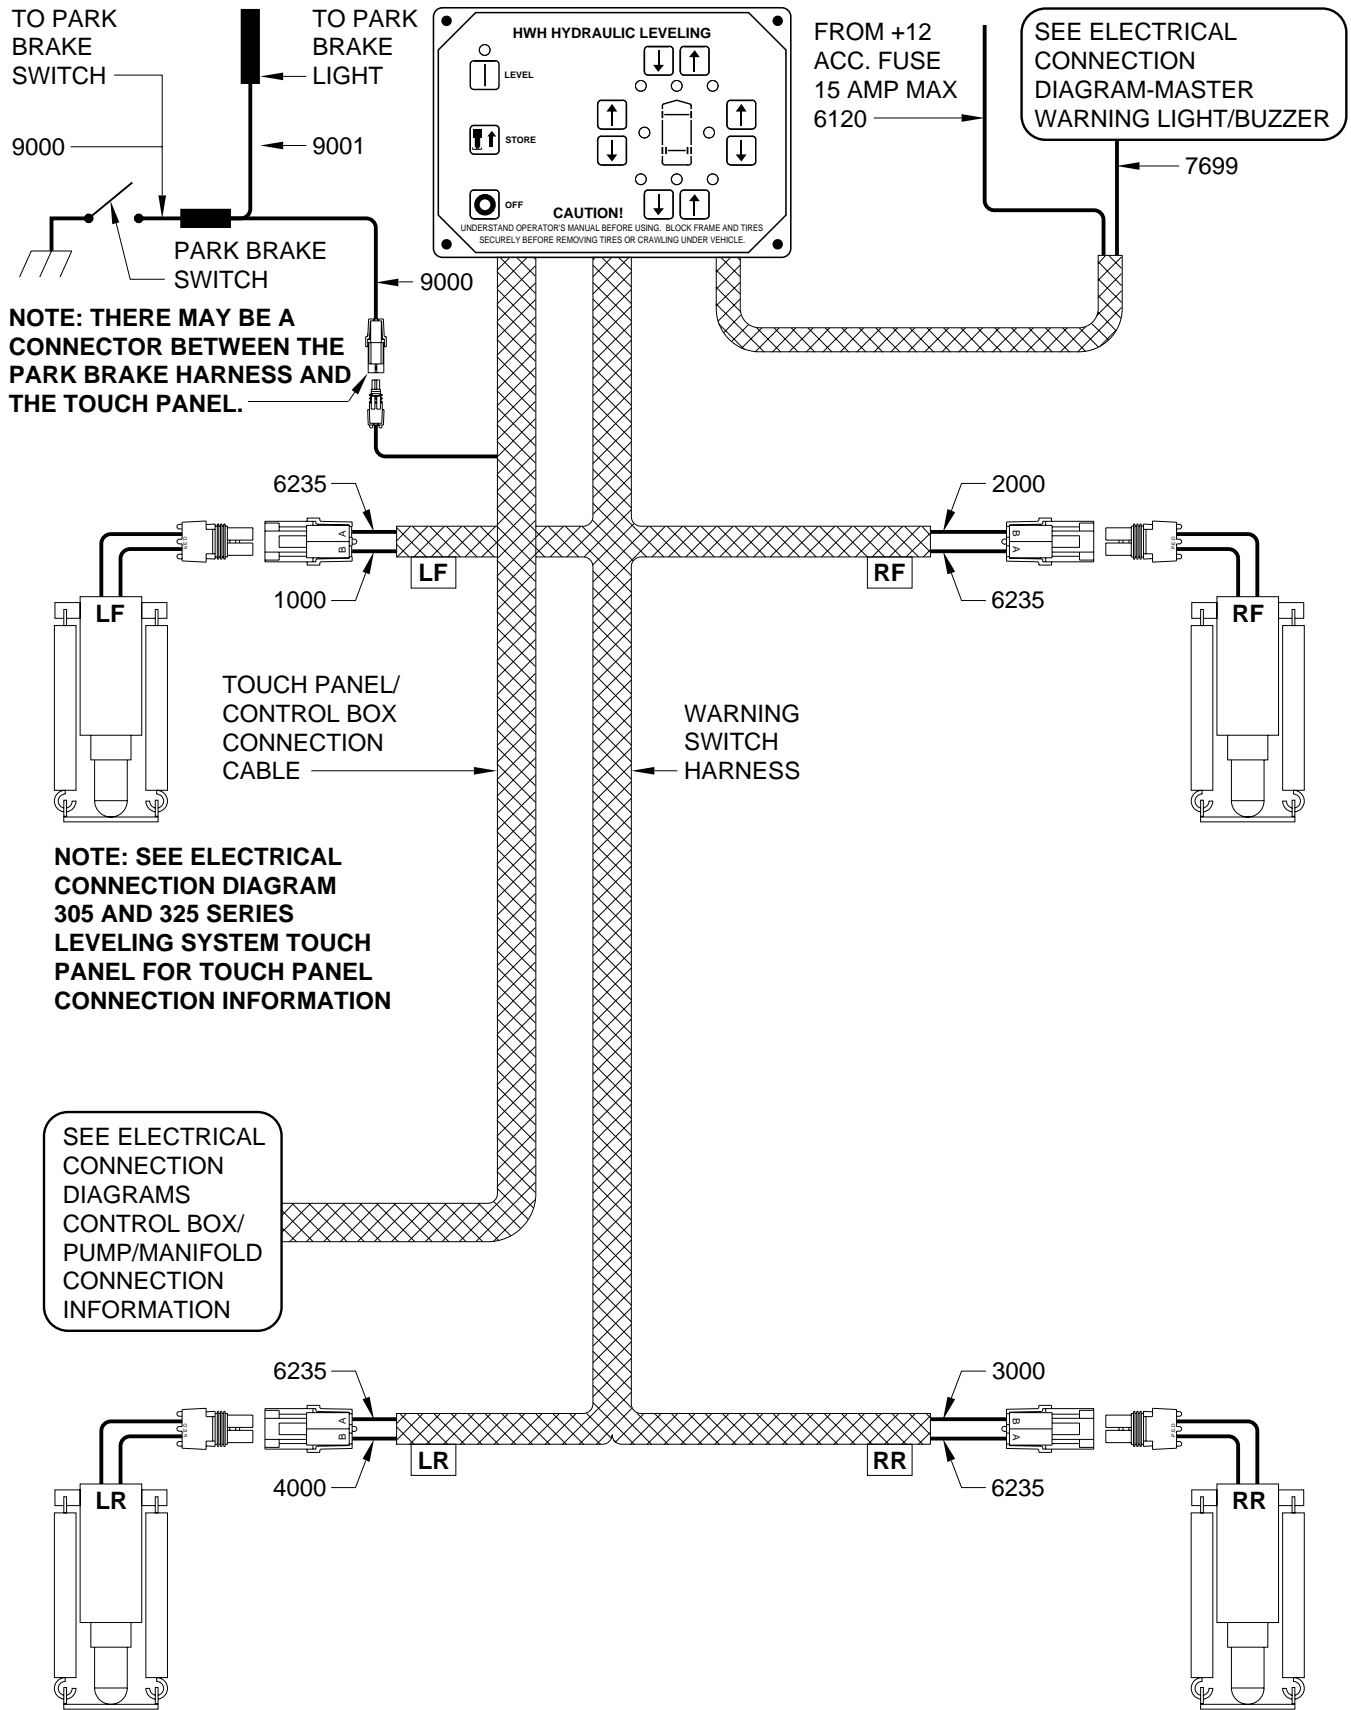 TO PARK
BRAKE
SWITCH
TO PARK
BRAKE
LIGHT
9000
9001
PARK BRAKE
SWITCH
9000
NOTE: THERE MAY BE A
CONNECTOR BETWEEN THE
PARK BRAKE HARNESS AND
THE TOUCH PANEL.
HWH HYDRAULIC LEVELING
LEVEL
STORE
OFF
CAUTION!
UNDERSTAND OPERATOR'S MANUAL BEFORE USING. BLOCK FRAME AND TIRES
SECURELY BEFORE REMOVING TIRES OR CRAWLING UNDER VEHICLE.
FROM +12
ACC. FUSE
15 AMP MAX
6120
SEE ELECTRICAL
CONNECTION
DIAGRAM-MASTER
WARNING LIGHT/BUZZER
7699
6235
A
B
1000
LF
LF
2000
B
A
6235
RF
RF
TOUCH PANEL/
CONTROL BOX
CONNECTION
CABLE
WARNING
SWITCH
HARNESS
NOTE: SEE ELECTRICAL
CONNECTION DIAGRAM
305 AND 325 SERIES
LEVELING SYSTEM TOUCH
PANEL FOR TOUCH PANEL
CONNECTION INFORMATION
SEE ELECTRICAL
CONNECTION
DIAGRAMS
CONTROL BOX/
PUMP/MANIFOLD
CONNECTION
INFORMATION
6235
A
B
4000
LR
LR
3000
B
A
6235
RR
RR